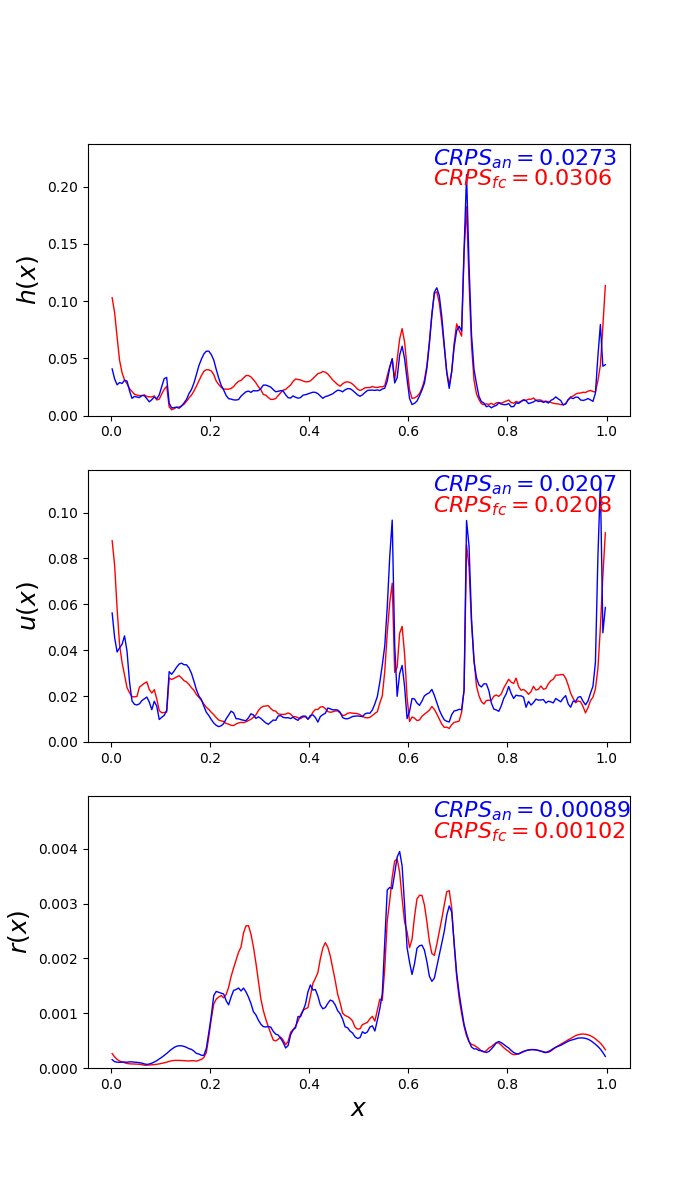 CRPS_an = 0.0273
CRPS_fc = 0.0306
0.20
0.15
0.10
0.05
0.00
h(x)
0.0 0.2 0.4 0.6 0.8 1.0
CRPS_an = 0.0207
CRPS_fc = 0.0208
0.10
0.08
0.06
0.04
0.02
0.00
u(x)
0.0 0.2 0.4 0.6 0.8 1.0
CRPS_an = 0.00089
CRPS_fc = 0.00102
0.004
0.003
0.002
0.001
0.000
r(x)
0.0 0.2 0.4 0.6 0.8 1.0
x